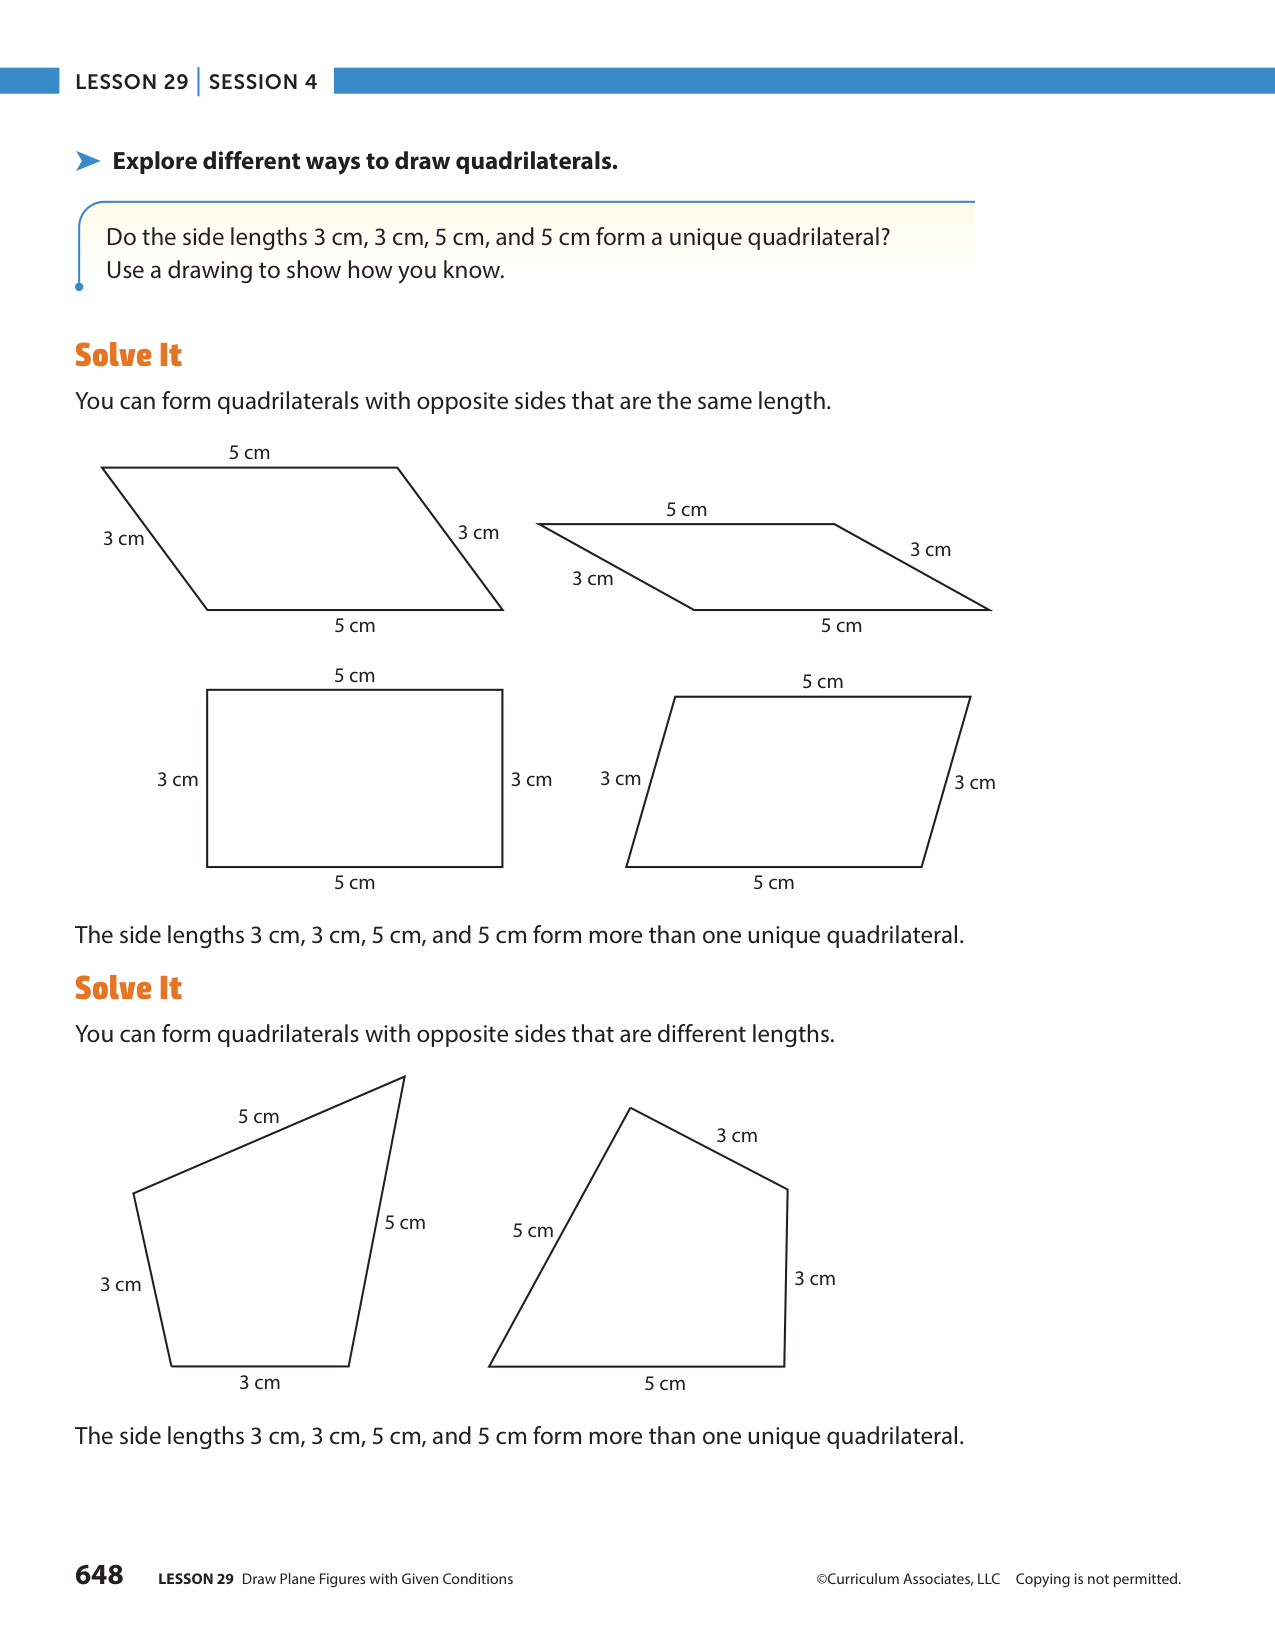 LESSON 29 | SESSION 4
Explore different ways to draw quadrilaterals.
Do the side lengths 3 cm, 3 cm, 5 cm, and 5 cm form a unique quadrilateral?
Use a drawing to show how you know.
Solve It
You can form quadrilaterals with opposite sides that are the same length.
5 cm
3 cm
3 cm
5 cm
5 cm
3 cm
3 cm
5 cm
5 cm
3 cm
3 cm
5 cm
5 cm
3 cm
3 cm
5 cm
The side lengths 3 cm, 3 cm, 5 cm, and 5 cm form more than one unique quadrilateral.
Solve It
You can form quadrilaterals with opposite sides that are different lengths.
5 cm
5 cm
3 cm
3 cm
3 cm
5 cm
3 cm
5 cm
The side lengths 3 cm, 3 cm, 5 cm, and 5 cm form more than one unique quadrilateral.
648 LESSON 29 Draw Plane Figures with Given Conditions
©Curriculum Associates, LLC Copying is not permitted.